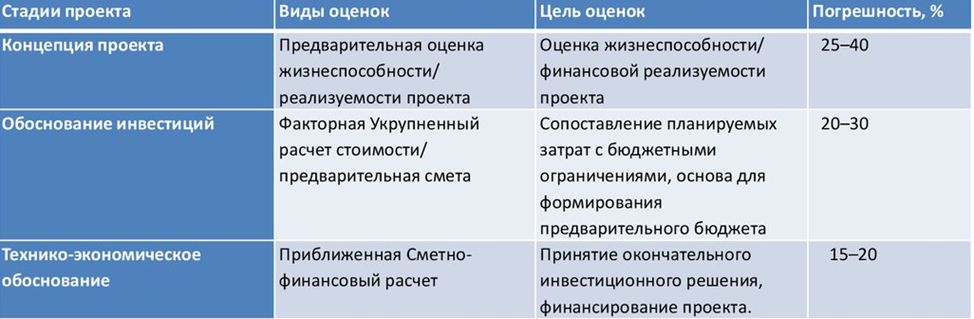 Стадии проекта
Виды оценок
Цель оценок
Погрешность, %
Концепция проекта
Предварительная оценка
жизнеспособности/
реализуемости проекта
Оценка жизнеспособности/
финансовой реализуемости
проекта
25–40
Обоснование инвестиций
Факторная Укрупненный
расчет стоимости/
предварительная смета
Сопоставление планируемых
затрат с бюджетными
ограничениями, основа для
формирования
предварительного бюджета
20–30
Технико-экономическое
обоснование
Приближенная Сметно-
финансовый расчет
Принятие окончательного
инвестиционного решения,
финансирование проекта.
15–20